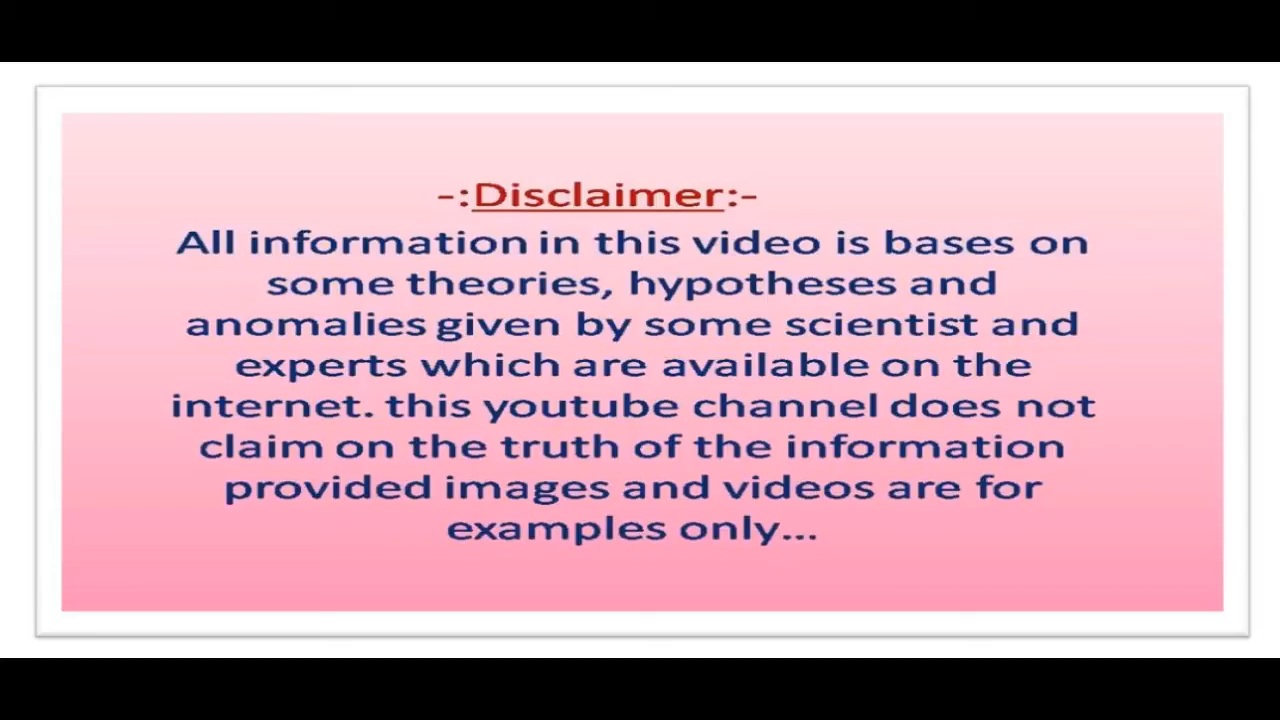 -:Disclaimer:-
All information in this video is bases on
some theories, hypotheses and
anomalies given by some scientist and
experts which are available on the
internet. this youtube channel does not
claim on the truth of the information
provided images and videos are for
examples only...